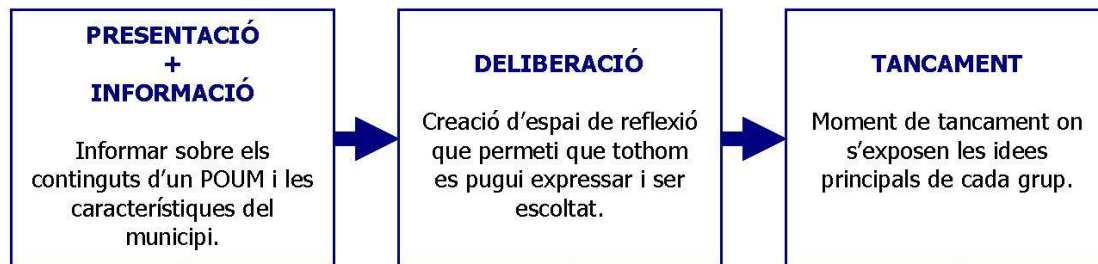 PRESENTACIÓ
+
INFORMACIÓ
Informar sobre els
continguts d'un POUM i les
característiques del
municipi.
DELIBERACIÓ
Creació d'espai de reflexió
que permeti que tothom
es pugui expressar i ser
escoltat.
TANCAMENT
Moment de tancament on
s'exposen les idees
principals de cada grup.